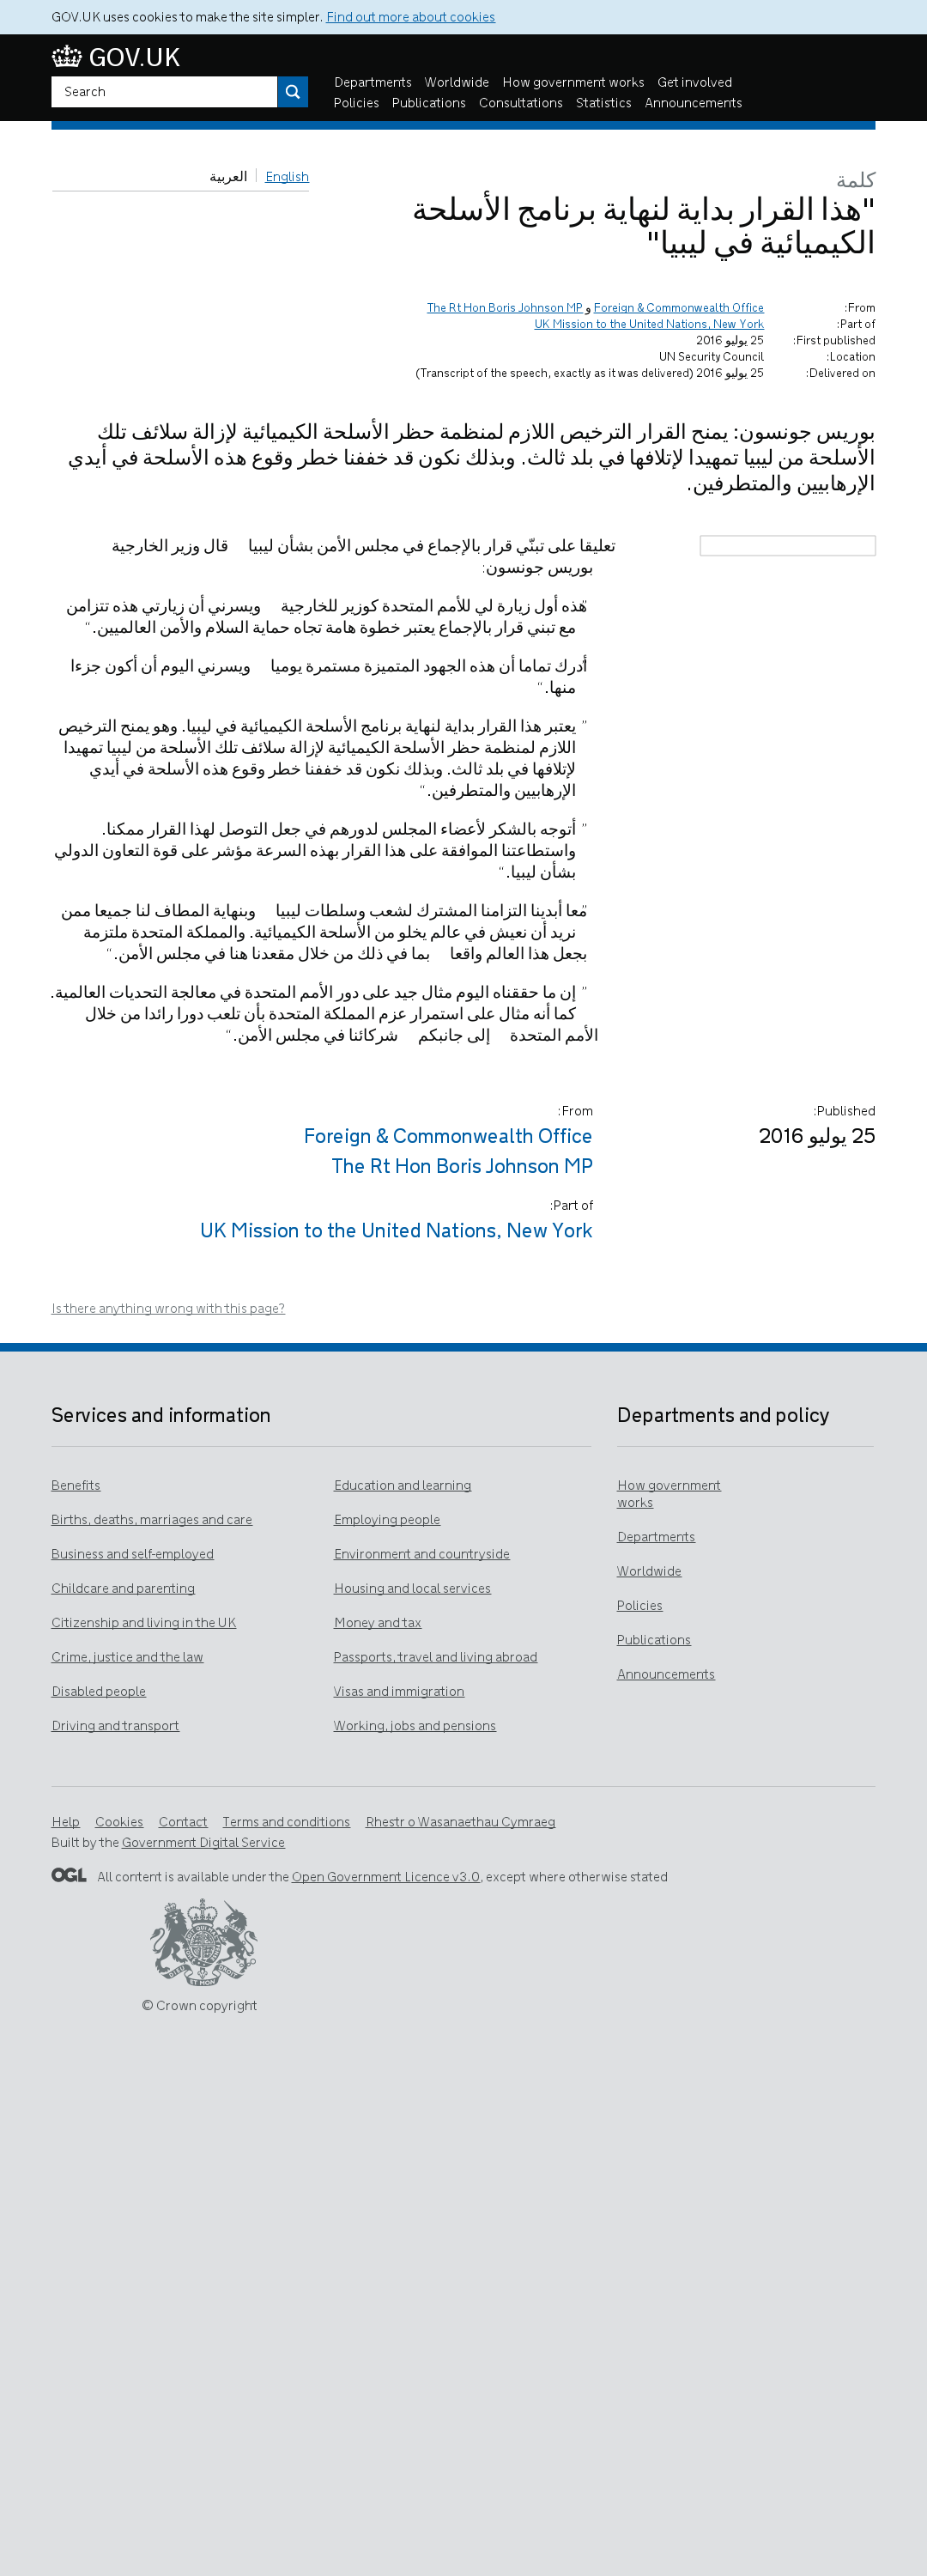 GOV.UK uses cookies to make the site simpler. Find out more about cookies
GOV.UK
Search
Departments Worldwide How government works Get involved
Policies Publications Consultations Statistics Announcements
English العربية
كلمة
"هذا القرار بداية لنهاية برنامج الأسلحة
الكيميائية في ليبيا"
From:
Foreign & Commonwealth Office و The Rt Hon Boris Johnson MP
Part of:
UK Mission to the United Nations, New York
First published:
25 يوليو 2016
Location:
UN Security Council
Delivered on:
25 يوليو 2016 (Transcript of the speech, exactly as it was delivered)
بوريس جونسون: يمنح القرار الترخيص اللازم لمنظمة حظر الأسلحة الكيميائية لإزالة سلائف تلك
الأسلحة من ليبيا تمهيدا لإتلافها في بلد ثالث. وبذلك نكون قد خففنا خطر وقوع هذه الأسلحة في أيدي
الإرهابيين والمتطرفين.
تعليقا على تبنّي قرار بالإجماع في مجلس الأمن بشأن ليبيا قال وزير الخارجية
بوريس جونسون:
"هذه أول زيارة لي للأمم المتحدة كوزير للخارجية ويسرني أن زيارتي هذه تتزامن
مع تبني قرار بالإجماع يعتبر خطوة هامة تجاه حماية السلام والأمن العالميين."
"أدرك تماما أن هذه الجهود المتميزة مستمرة يوميا ويسرني اليوم أن أكون جزءا
منها."
"يعتبر هذا القرار بداية لنهاية برنامج الأسلحة الكيميائية في ليبيا. وهو يمنح الترخيص
اللازم لمنظمة حظر الأسلحة الكيميائية لإزالة سلائف تلك الأسلحة من ليبيا تمهيدا
لإتلافها في بلد ثالث. وبذلك نكون قد خففنا خطر وقوع هذه الأسلحة في أيدي
الإرهابيين والمتطرفين."
"أتوجه بالشكر لأعضاء المجلس لدورهم في جعل التوصل لهذا القرار ممكنا.
واستطاعتنا الموافقة على هذا القرار بهذه السرعة مؤشر على قوة التعاون الدولي
بشأن ليبيا."
"معا أبدينا التزامنا المشترك لشعب وسلطات ليبيا وبنهاية المطاف لنا جميعا ممن
نريد أن نعيش في عالم يخلو من الأسلحة الكيميائية. والمملكة المتحدة ملتزمة
بجعل هذا العالم واقعا بما في ذلك من خلال مقعدنا هنا في مجلس الأمن."
"إن ما حققناه اليوم مثال جيد على دور الأمم المتحدة في معالجة التحديات العالمية.
كما أنه مثال على استمرار عزم المملكة المتحدة بأن تلعب دورا رائدا من خلال
الأمم المتحدة إلى جانبكم شركائنا في مجلس الأمن."
Published:
25 يوليو 2016
From:
Foreign & Commonwealth Office
The Rt Hon Boris Johnson MP
Part of:
UK Mission to the United Nations, New York
Is there anything wrong with this page?
Services and information
Benefits
Births, deaths, marriages and care
Business and self-employed
Childcare and parenting
Citizenship and living in the UK
Crime, justice and the law
Disabled people
Driving and transport
Education and learning
Employing people
Environment and countryside
Housing and local services
Money and tax
Passports, travel and living abroad
Visas and immigration
Working, jobs and pensions
Departments and policy
How government
works
Departments
Worldwide
Policies
Publications
Announcements
Help Cookies Contact Terms and conditions Rhestr o Wasanaethau Cymraeg
Built by the Government Digital Service
OGL All content is available under the Open Government Licence v3.0, except where otherwise stated
DIEU ET MON DROIT
© Crown copyright